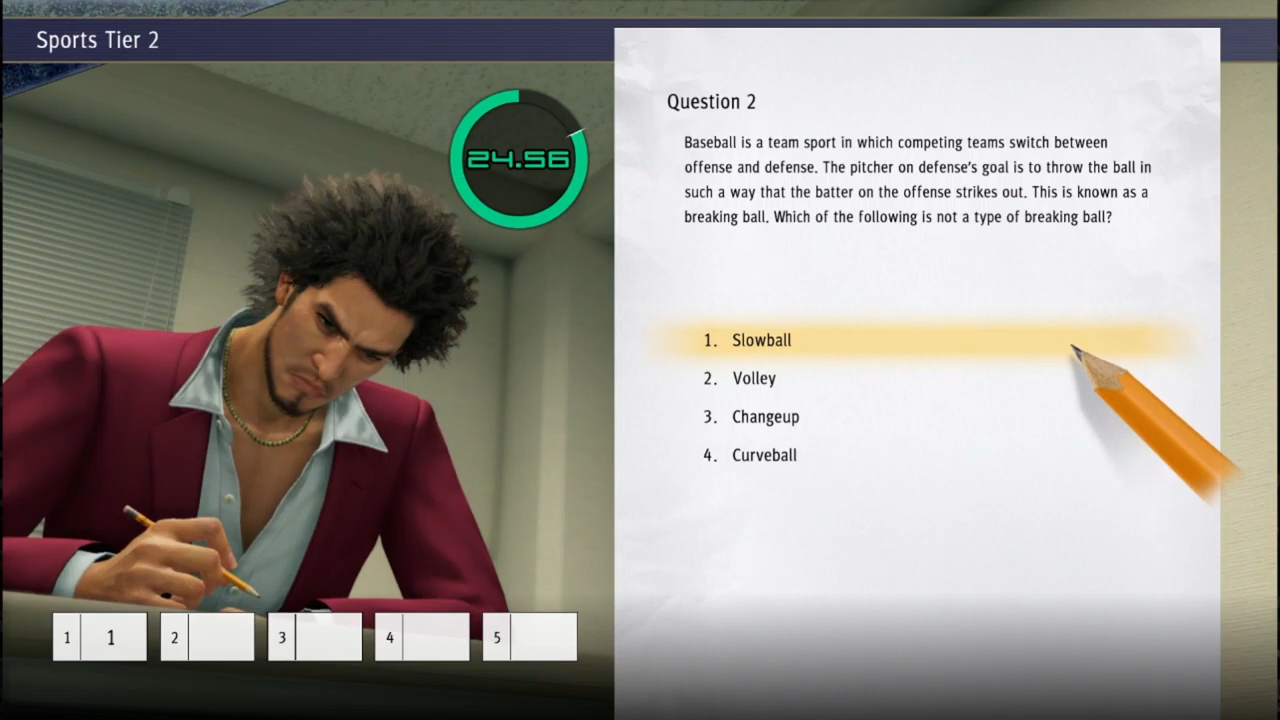 Sports Tier 2
24.56
Question 2
Baseball is a team sport in which competing teams switch between
offense and defense. The pitcher on defense's goal is to throw the ball in
such a way that the batter on the offense strikes out. This is known as a
breaking ball. Which of the following is not a type of breaking ball?
1. Slowball
2. Volley
3. Changeup
4. Curveball
1 1 2 3 4 5